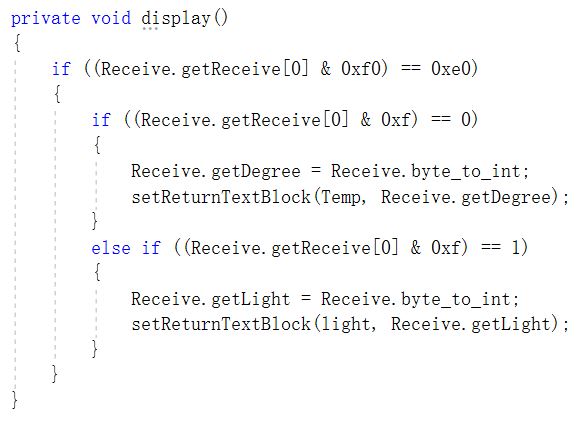 private void display()
{
if ((Receive.getReceive[0] & 0xf0) == 0xe0)
{
if ((Receive.getReceive[0] & 0xf) == 0)
{
Receive.getDegree = Receive.byte_to_int;
setReturnTextBlock(Temp, Receive.getDegree);
}
else if ((Receive.getReceive[0] & 0xf) == 1)
{
Receive.getLight = Receive.byte_to_int;
setReturnTextBlock(light, Receive.getLight);
}
}
}